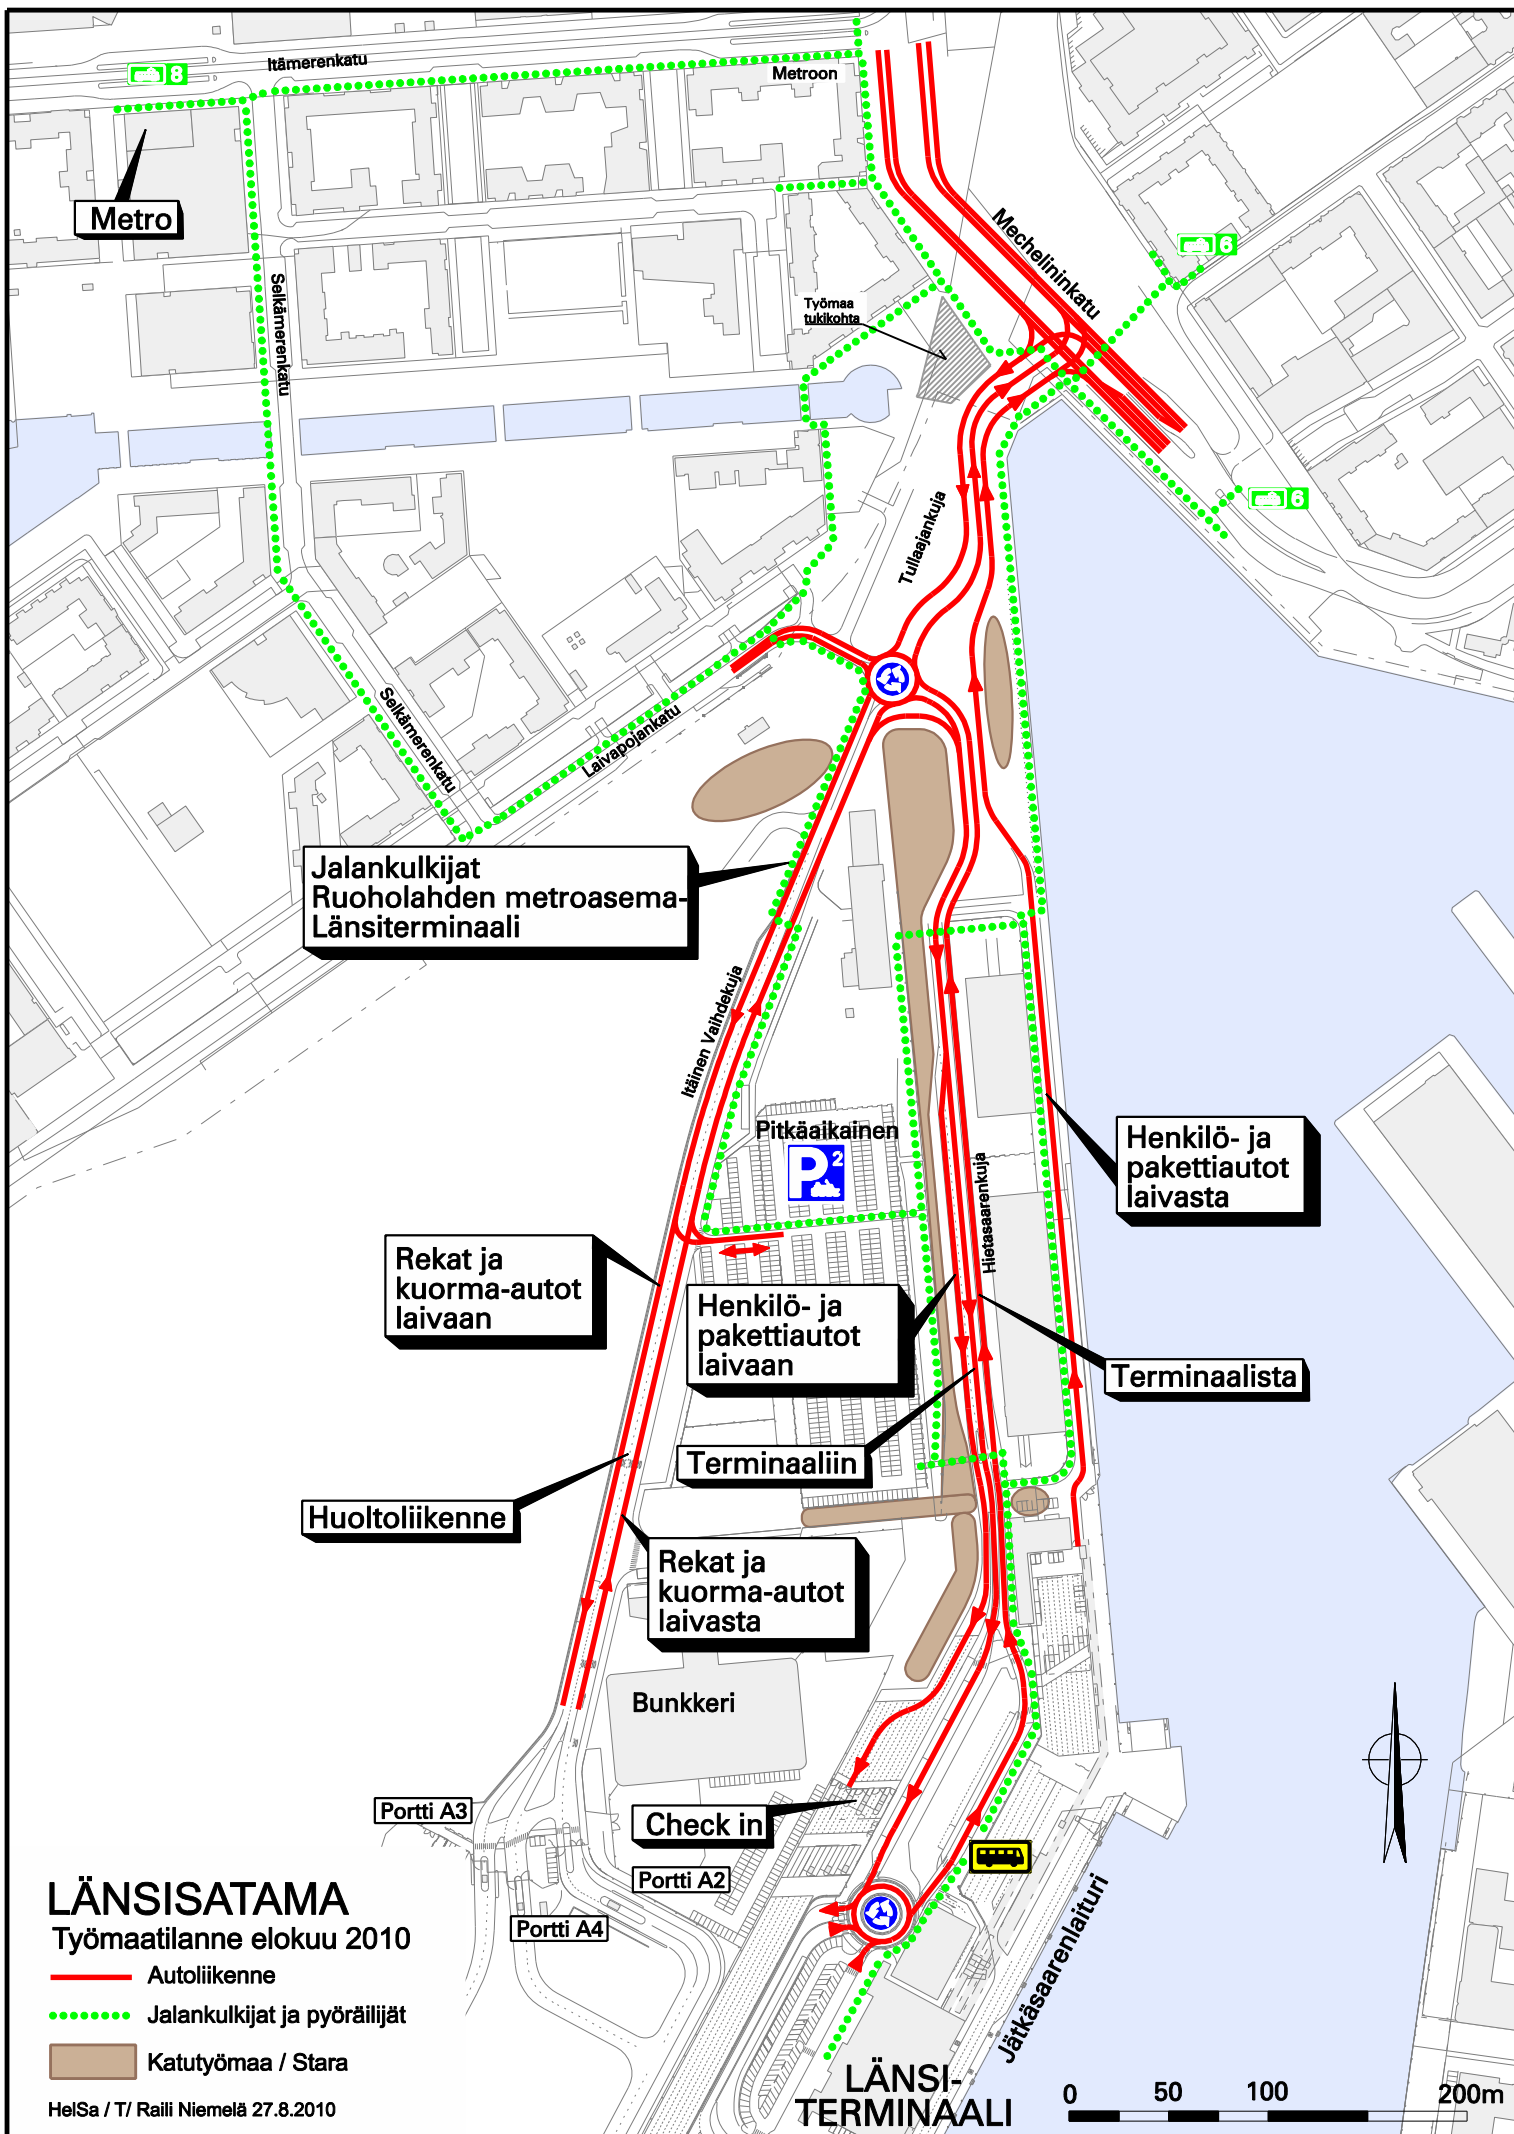 8
Itämerenkatu
Metroon
Metro
Mechelininkatu
6
Selkämerenkatu
Työmaa
tukikohta
6
Tullaajankuja
Selkämerenkatu
Laivapojankatu
Jalankulkijat
Ruoholahden metroasema-
Länsiterminaali
Itäinen Vaihdekuja
Pitkäaikainen
P2
Hietasaarenkuja
Henkilö- ja
pakettiautot
laivasta
Rekat ja
kuorma-autot
laivaan
Henkilö- ja
pakettiautot
laivaan
Terminaalista
Terminaaliin
Huoltoliikenne
Rekat ja
kuorma-autot
laivasta
Bunkkeri
Portti A3
Check in
Portti A2
Portti A4
Jätkäsaarenlaituri
LÄNSISATAMA
Työmaatilanne elokuu 2010
Autoliikenne
Jalankulkijat ja pyöräilijät
Katutyömaa / Stara
HelSa / T/ Raili Niemelä 27.8.2010
LÄNSI-
TERMINAALI
0 50 100 200m